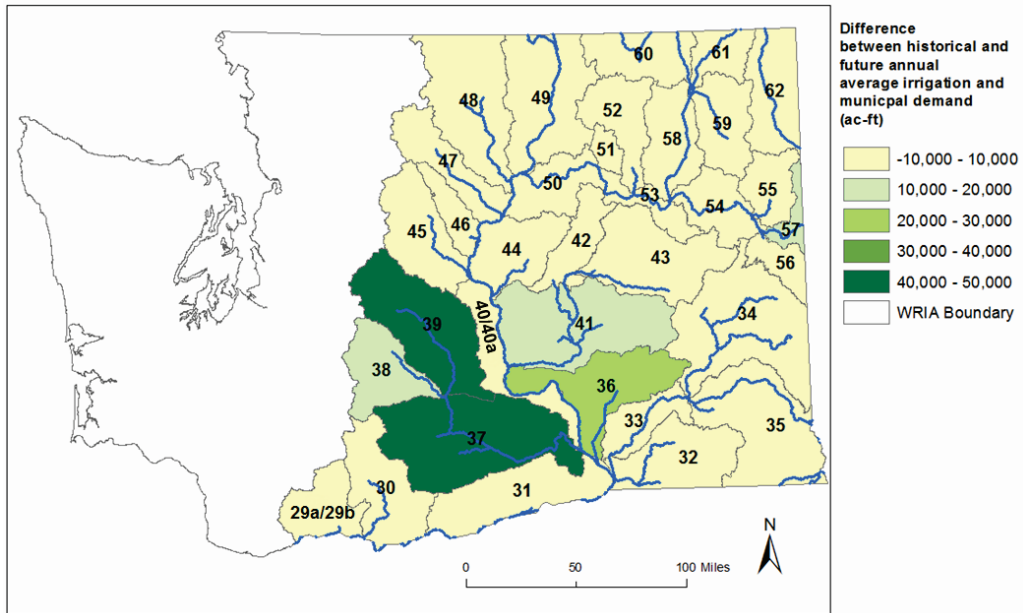 Difference
between historical and
future annual
average irrigation and
municpal demand
(ac-ft)
-10,000 - 10,000
10,000 - 20,000
20,000 - 30,000
30,000 - 40,000
40,000 - 50,000
WRIA Boundary
60
61
62
48
49
52
58
59
51
47
50
53
54
55
57
45
46
44
42
43
56
34
40/40a
39
41
38
36
33
35
37
32
30
31
29a/29b
N
0 50 100 Miles